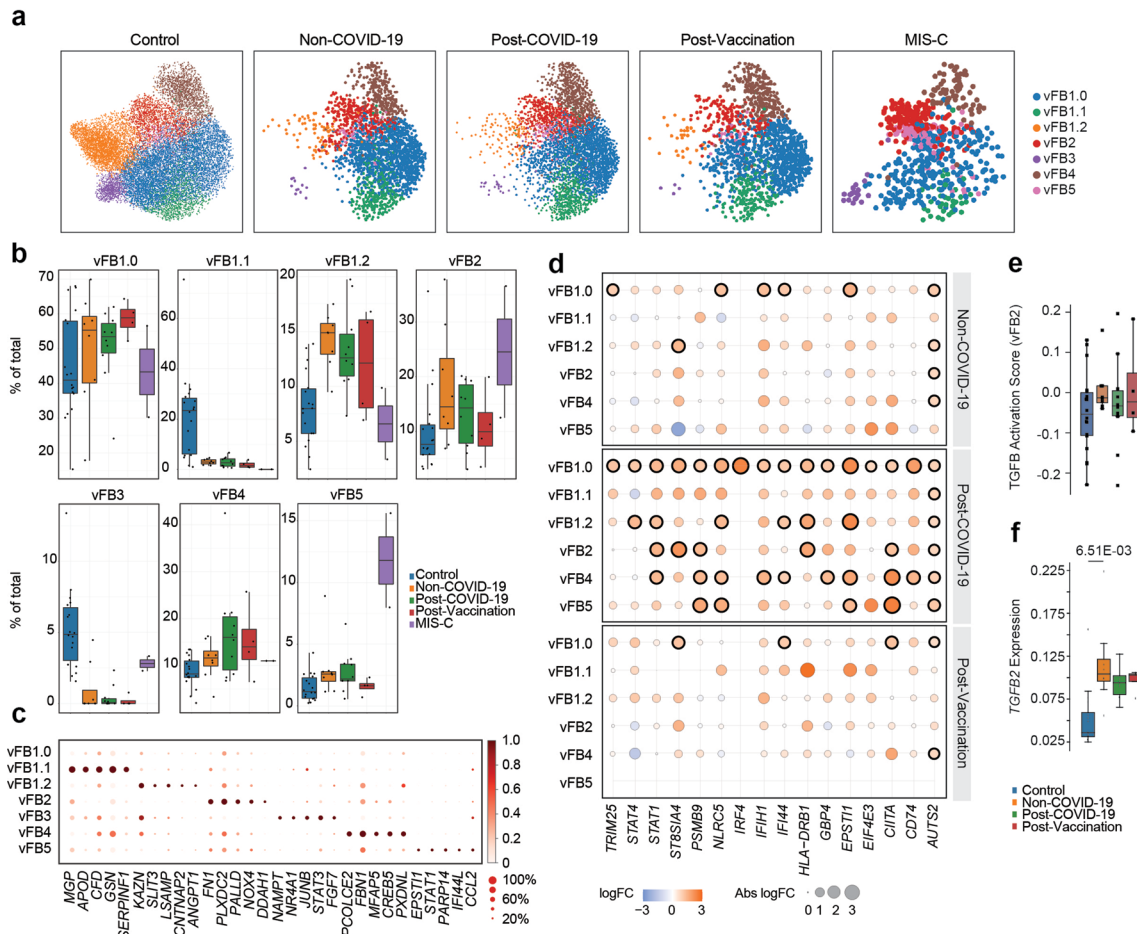 a
Control
Non-COVID-19
Post-COVID-19
Post-Vaccination
MIS-C
vFB1.0
vFB1.1
vFB1.2
vFB2
vFB3
vFB4
vFB5
b
vFB1.0
vFB1.1
vFB1.2
vFB2
% of total
70
60
50
40
30
20
80
60
40
20
0
20
15
10
5
30
20
10
vFB3
vFB4
vFB5
% of total
10
5
0
40
30
20
10
0
15
10
5
2
0
Control
Non-COVID-19
Post-COVID-19
Post-Vaccination
MIS-C
c
vFB1.0
vFB1.1
vFB1.2
vFB2
vFB3
vFB4
vFB5
MGP
APOD
CFD
GSN
SERPINF1
KAZN
SLIT3
LSAMP
CNTNAP2
ANGPT1
FN1
PLXDC2
PALLD
NOX4
DDAH1
NAMPT
NR4A1
JUNB
STAT3
FGF7
PCOLCE2
FBN1
MFAP5
CREB5
PXDNL
EPSTI1
STAT1
PARP14
IFI44L
CCL2
1.0
0.8
0.6
0.4
0.2
0
100%
60%
20%
d
vFB1.0
vFB1.1
vFB1.2
vFB2
vFB4
vFB5
Non-COVID-19
vFB1.0
vFB1.1
vFB1.2
vFB2
vFB4
vFB5
Post-COVID-19
vFB1.0
vFB1.1
vFB1.2
vFB2
vFB4
vFB5
Post-Vaccination
TRIM25
STAT4
STAT1
ST8SIA4
PSMB9
NLRC5
IRF4
IFIH1
IFI44
HLA-DRB1
GBP4
EPSTI1
EIF4E3
CIITA
CD74
AUTS2
logFC
−3 0 3
Abs logFC
0 1 2 3
e
TGFB Activation Score (vFB2)
0.2
0.1
0.0
-0.1
-0.2
f
6.51E-03
TGFB2 Expression
0.225
0.175
0.125
0.100
0.075
0.025
Control
Non-COVID-19
Post-COVID-19
Post-Vaccination